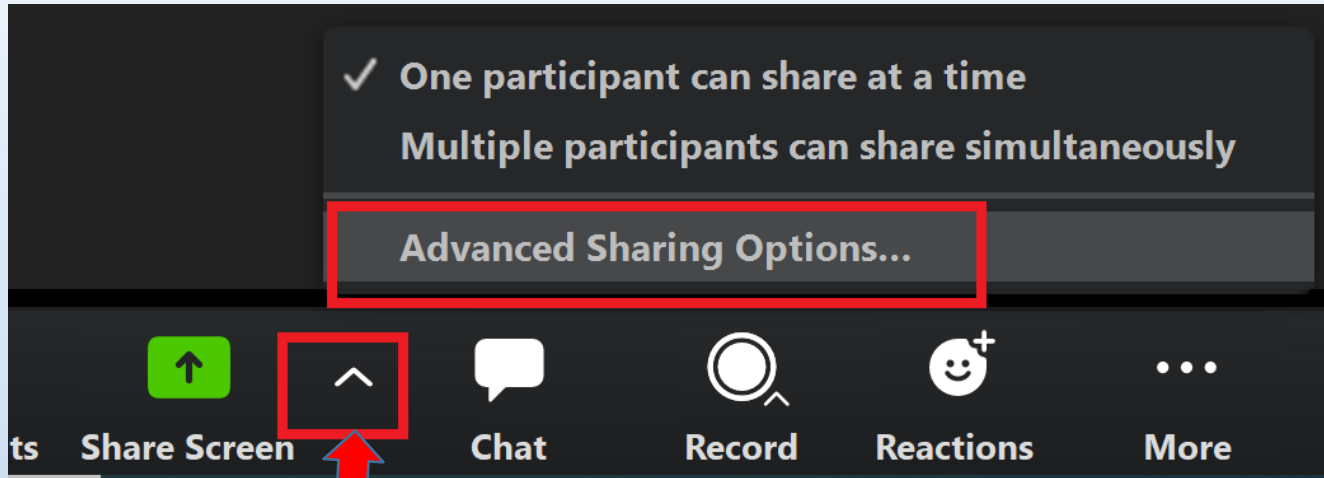 One participant can share at a time
Multiple participants can share simultaneously
Advanced Sharing Options...
ts Share Screen Chat Record Reactions More